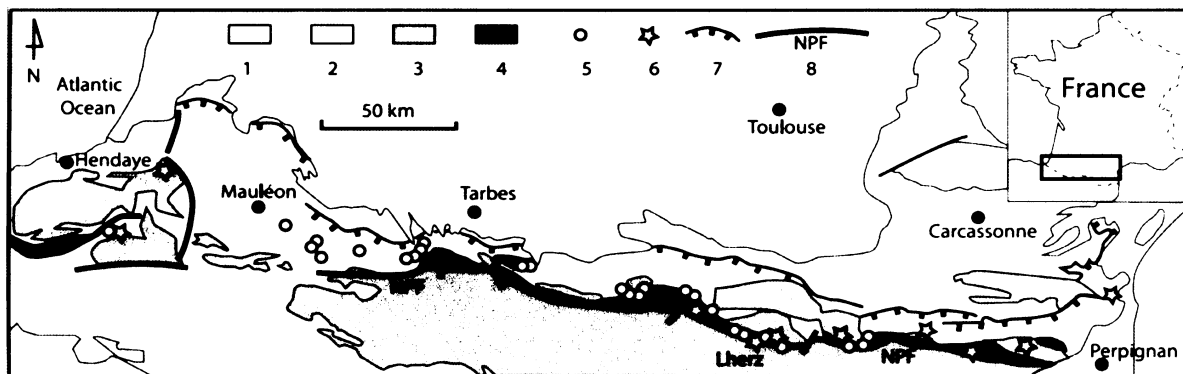 NPF
N
1 2 3 4 5 6 7 8
Atlantic
Ocean
50 km
France
Toulouse
Hendaye
Mauléon
Tarbes
Carcassonne
Lherz
NPF
Perpignan